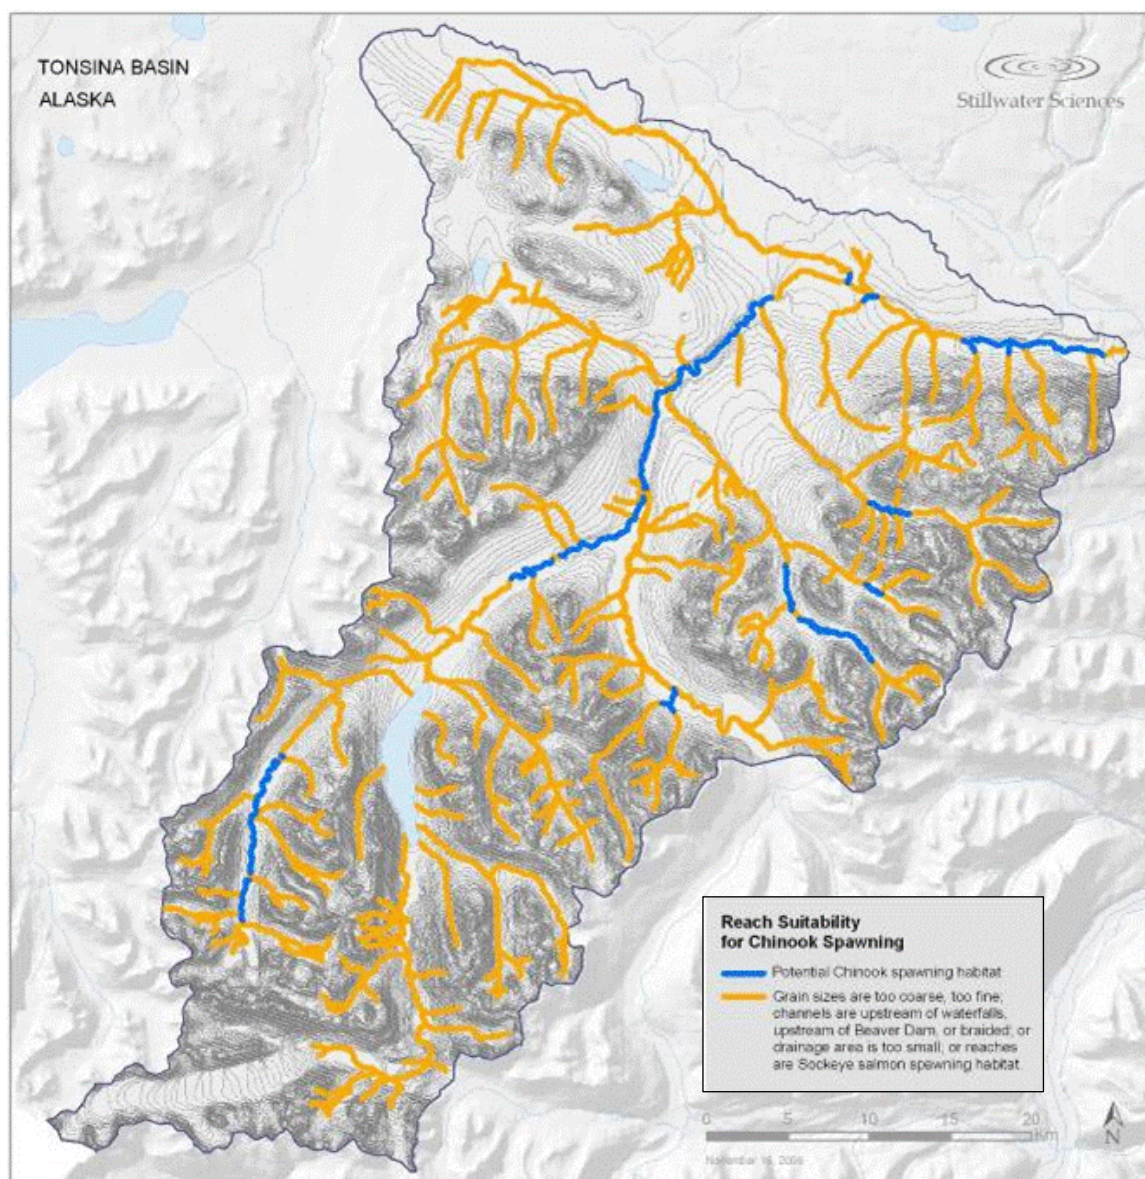 TONSINA BASIN
ALASKA
Stillwater Sciences
Reach Suitability
for Chinook Spawning
Potential Chinook spawning habitat
Grain sizes are too coarse, too fine;
channels are upstream of waterfalls,
upstream of Beaver Dam, or braided; or
drainage area is too small; or reaches
are Sockeye salmon spawning habitat.
0 5 10 20
Km
N
November